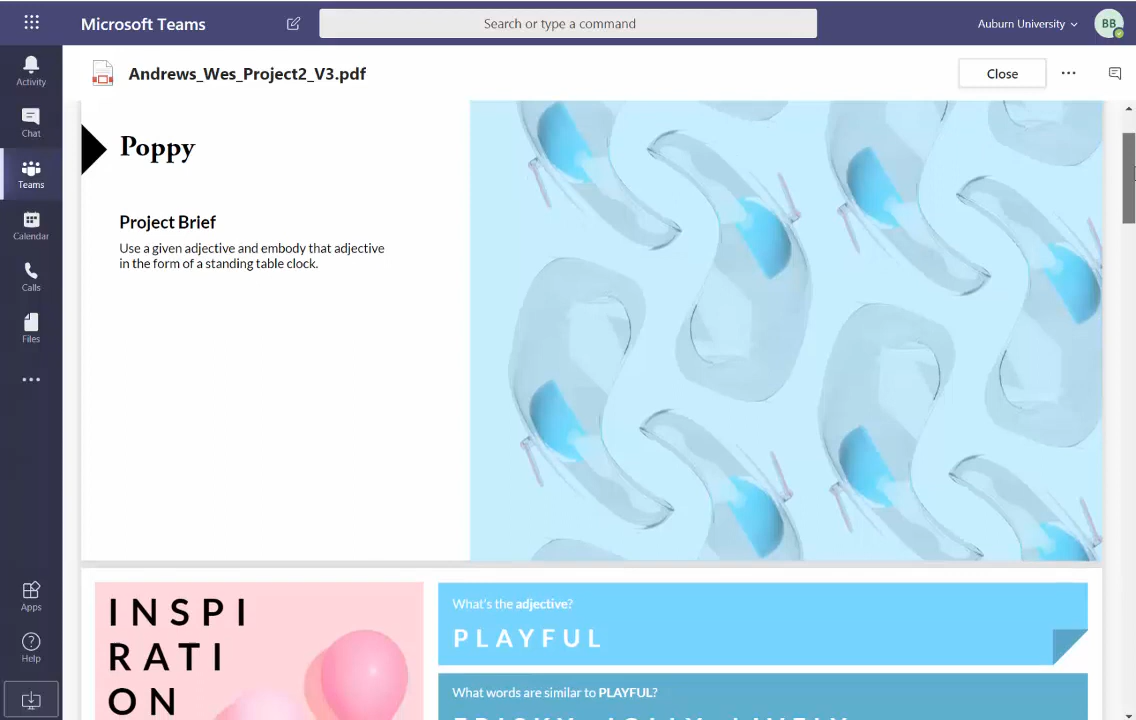 Microsoft Teams
Search or type a command
Auburn University
BB
Activity
Chat
Teams
Calendar
Calls
Files
Apps
Help
Andrews_Wes_Project2_V3.pdf
Close
Poppy
Project Brief
Use a given adjective and embody that adjective
in the form of a standing table clock.
INSPI
RATI
ON
What's the adjective?
PLAYFUL
What words are similar to PLAYFUL?